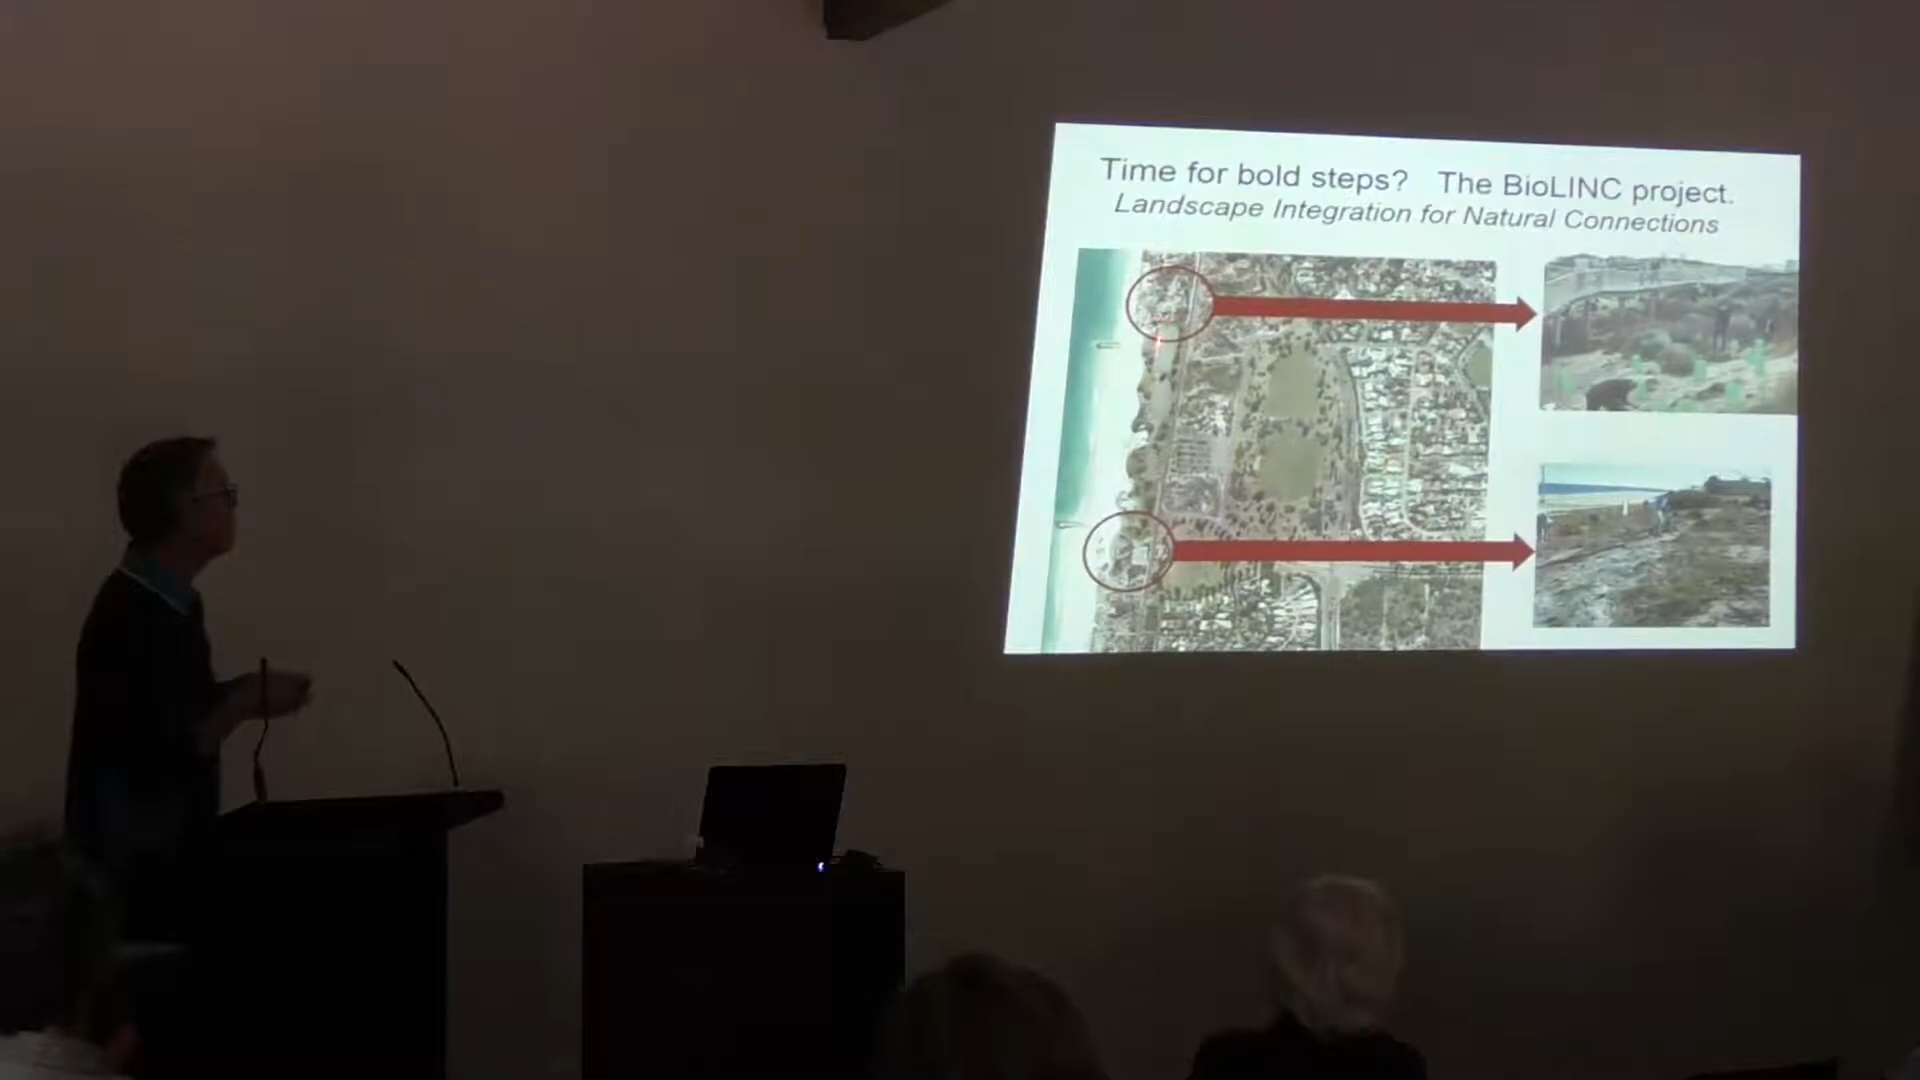 Time for bold steps? The BioLINC project.
Landscape Integration for Natural Connections